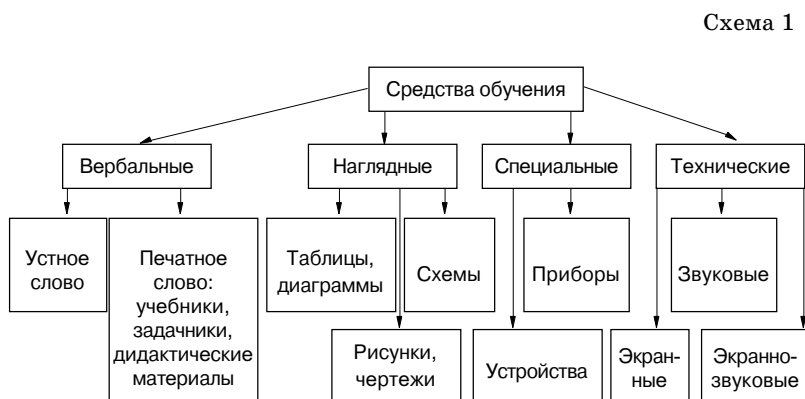 Схема 1
Средства обучения
Вербальные
Наглядные
Специальные
Технические
Устное
слово
Печатное
слово:
учебники,
задачники,
дидактические
материалы
Таблицы,
диаграммы
Схемы
Приборы
Звуковые
Рисунки,
чертежи
Устройства
Экран-
ные
Экранно-
звуковые